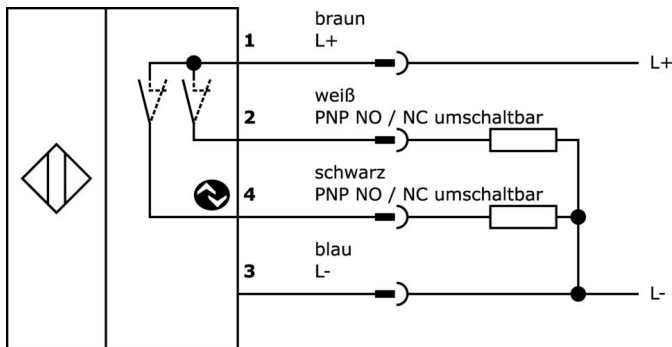 braun
1 L+ L+
weiß
2 PNP NO / NC umschaltbar
schwarz
4 PNP NO / NC umschaltbar
blau
3 L- L-